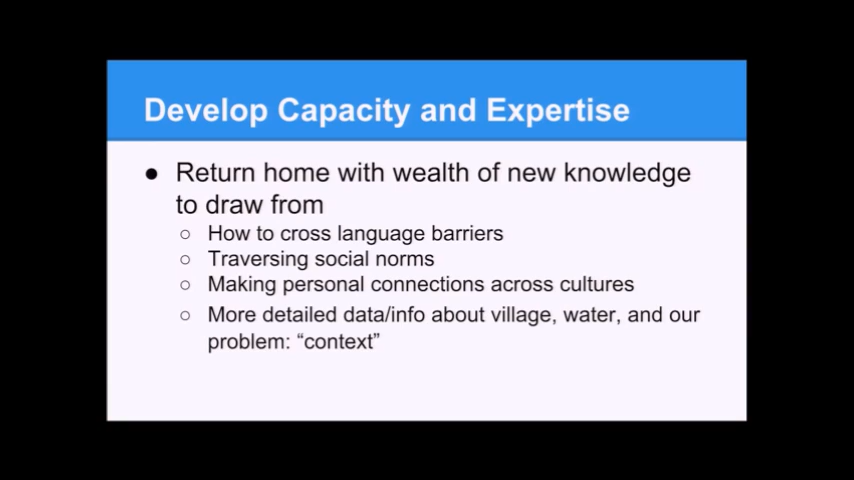 Develop Capacity and Expertise
● Return home with wealth of new knowledge
to draw from
○ How to cross language barriers
○ Traversing social norms
○ Making personal connections across cultures
○ More detailed data/info about village, water, and our
problem: “context”